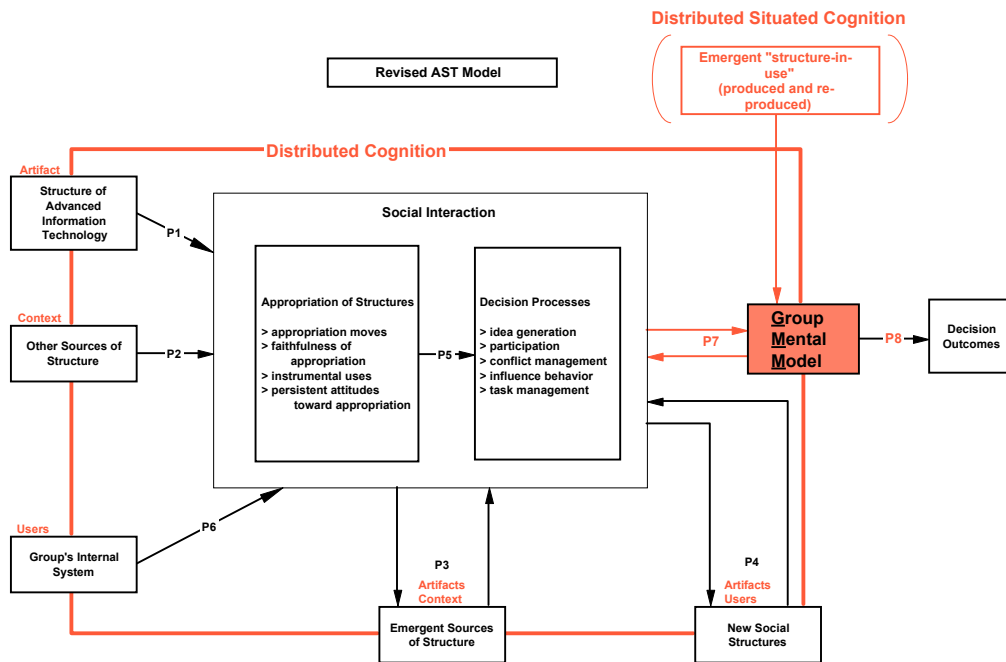 Distributed Situated Cognition
Emergent "structure-in-
use"
(produced and re-
produced)
Revised AST Model
Distributed Cognition
Artifact
Structure of
Advanced
Information
Technology
P1
Social Interaction
Context
Other Sources of
Structure
P2
Appropriation of Structures
> appropriation moves
> faithfulness of
appropriation
> instrumental uses
> persistent attitudes
toward appropriation
P5
Decision Processes
> idea generation
> participation
> conflict management
> influence behavior
> task management
P7
Group
Mental
Model
P8
Decision
Outcomes
Users
Group's Internal
System
P6
P3
Artifacts
Context
Emergent Sources
of Structure
P4
Artifacts
Users
New Social
Structures